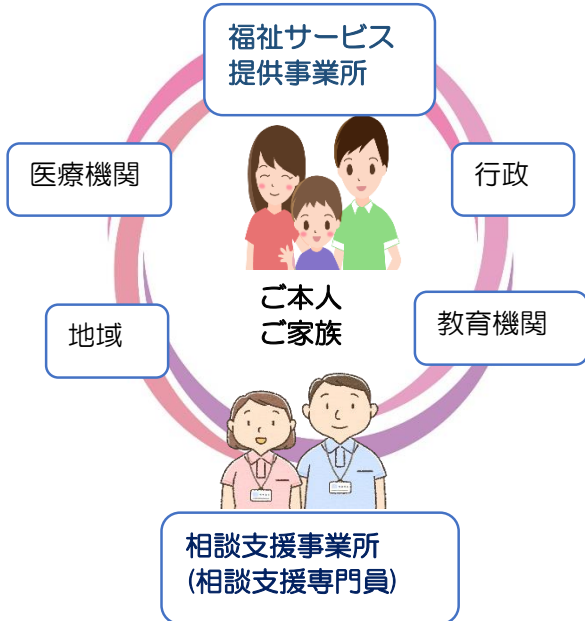 福祉サービス
提供事業所
医療機関
行政
ご本人
ご家族
地域
教育機関
相談支援事業所
(相談支援専門員)